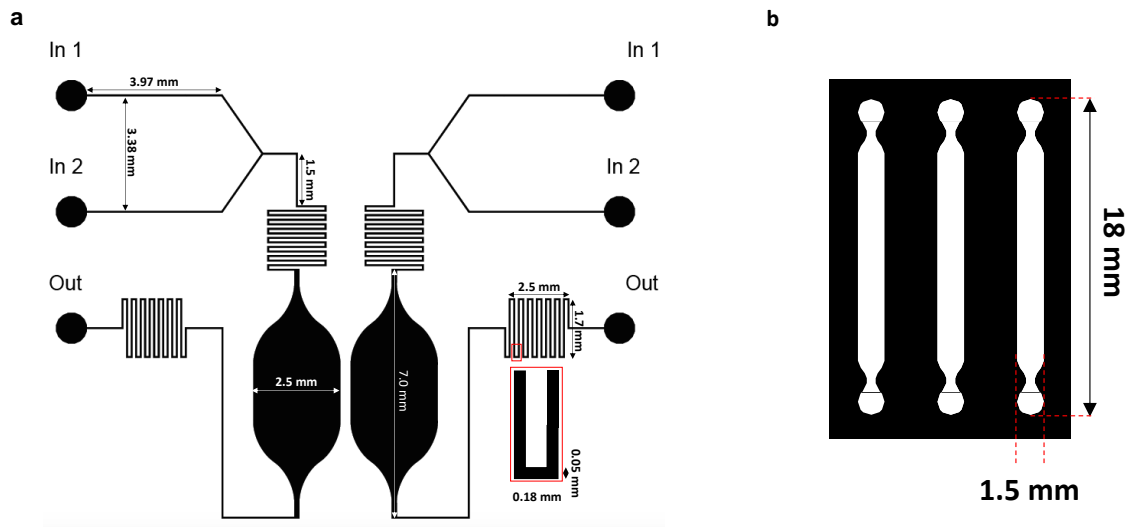 a
b
In 1
In 1
3.97 mm
3.38 mm
In 2
In 2
1.5 mm
Out
Out
2.5 mm
1.7 mm
2.5 mm
7.0 mm
0.05 mm
0.18 mm
18 mm
1.5 mm